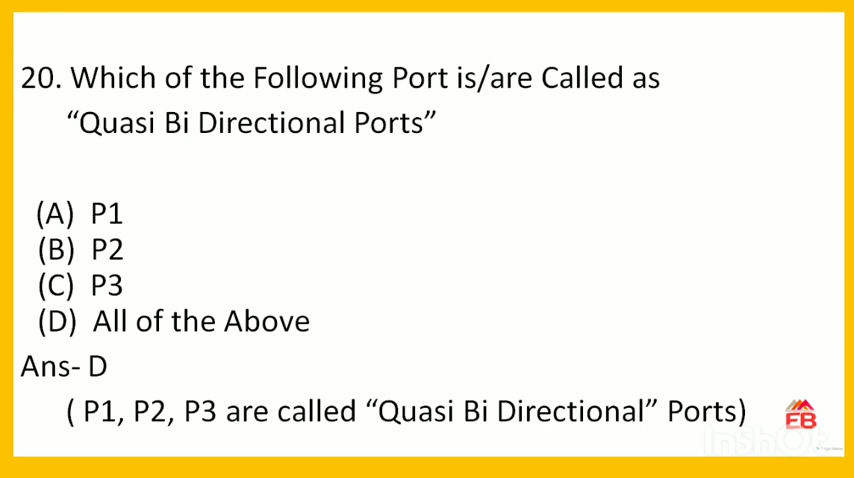 20. Which of the Following Port is/are Called as
“Quasi Bi Directional Ports”
(A) P1
(B) P2
(C) P3
(D) All of the Above
Ans- D
( P1, P2, P3 are called “Quasi Bi Directional” Ports)
EB
InshOt